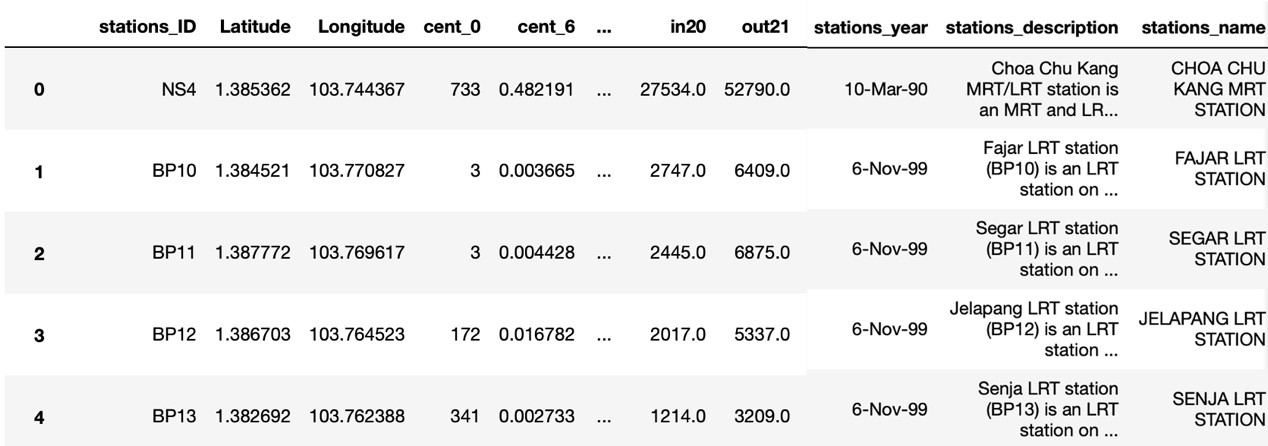 stations_ID Latitude Longitude cent_0 cent_6 ... in20 out21 stations_year stations_description stations_name
0 NS4 1.385362 103.744367 733 0.482191 ... 27534.0 52790.0 10-Mar-90 Choa Chu Kang MRT/LRT station is an MRT and LR... CHOA CHU KANG MRT STATION
1 BP10 1.384521 103.770827 3 0.003665 ... 2747.0 6409.0 6-Nov-99 Fajar LRT station (BP10) is an LRT station on ... FAJAR LRT STATION
2 BP11 1.387772 103.769617 3 0.004428 ... 2445.0 6875.0 6-Nov-99 Segar LRT station (BP11) is an LRT station on ... SEGAR LRT STATION
3 BP12 1.386703 103.764523 172 0.016782 ... 2017.0 5337.0 6-Nov-99 Jelapang LRT station (BP12) is an LRT station ... JELAPANG LRT STATION
4 BP13 1.382692 103.762388 341 0.002733 ... 1214.0 3209.0 6-Nov-99 Senja LRT station (BP13) is an LRT station on ... SENJA LRT STATION